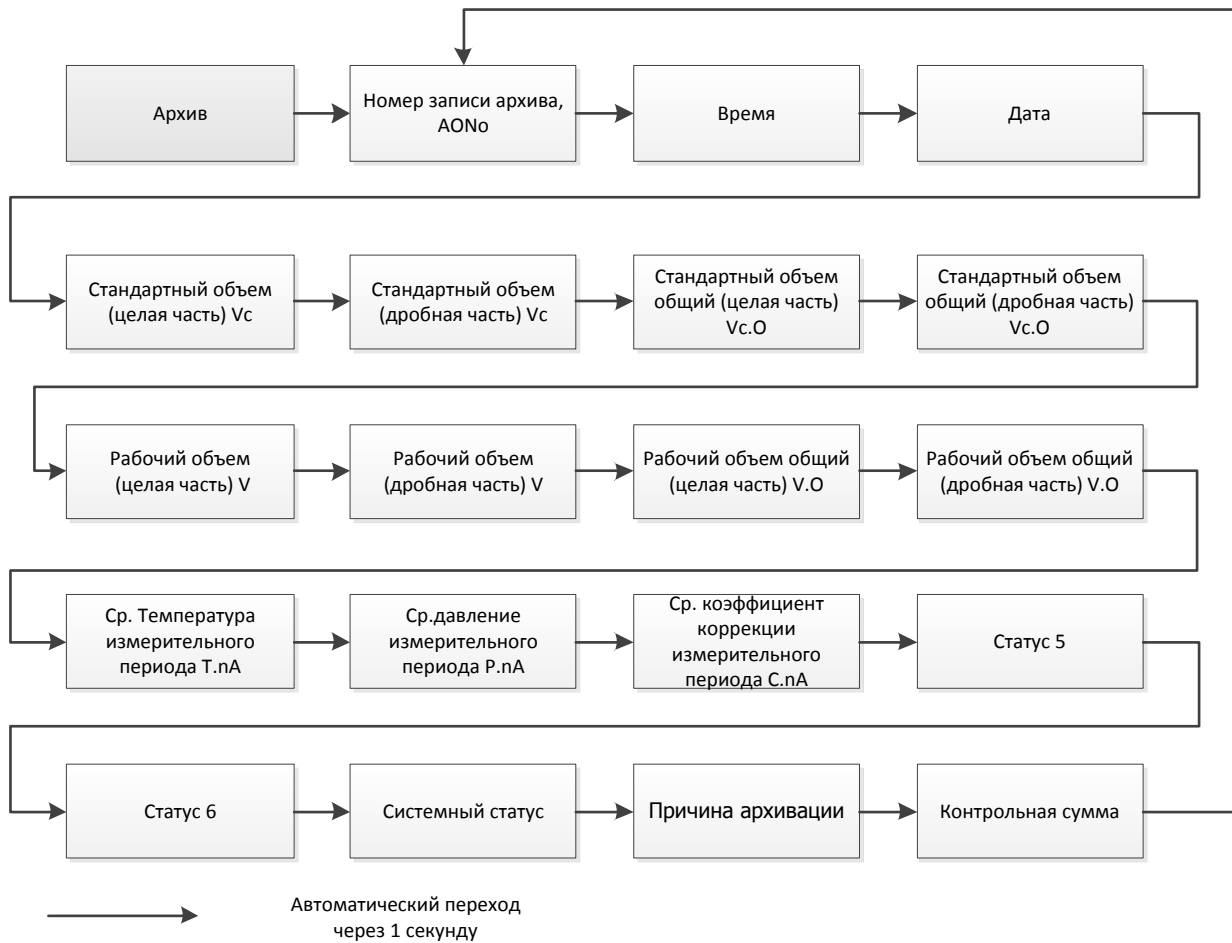 Архив
Номер записи архива,
AONo
Время
Дата
Стандартный объем
(целая часть) Vc
Стандартный объем
(дробная часть) Vc
Стандартный объем
общий (целая часть)
Vc.O
Стандартный объем
общий (дробная часть)
Vc.O
Рабочий объем
(целая часть) V
Рабочий объем
(дробная часть) V
Рабочий объем общий
(целая часть) V.O
Рабочий объем общий
(дробная часть) V.O
Ср. Температура
измерительного
периода T.nA
Ср.давление
измерительного
периода P.nA
Ср. коэффициент
коррекции
измерительного
периода C.nA
Статус 5
Статус 6
Системный статус
Причина архивации
Контрольная сумма
Автоматический переход
через 1 секунду